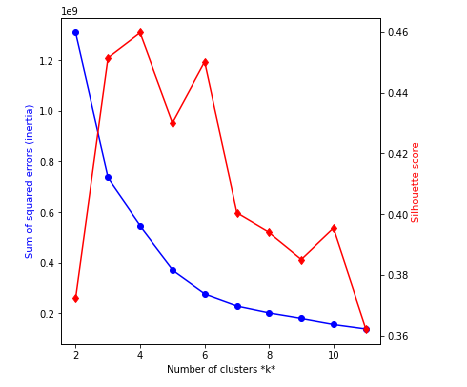 1e9
1.2
1.0
0.8
0.6
0.4
0.2
Sum of squared errors (inertia)
0.46
0.44
0.42
0.40
0.38
0.36
Silhouette score
2 4 6 8 10
Number of clusters *k*